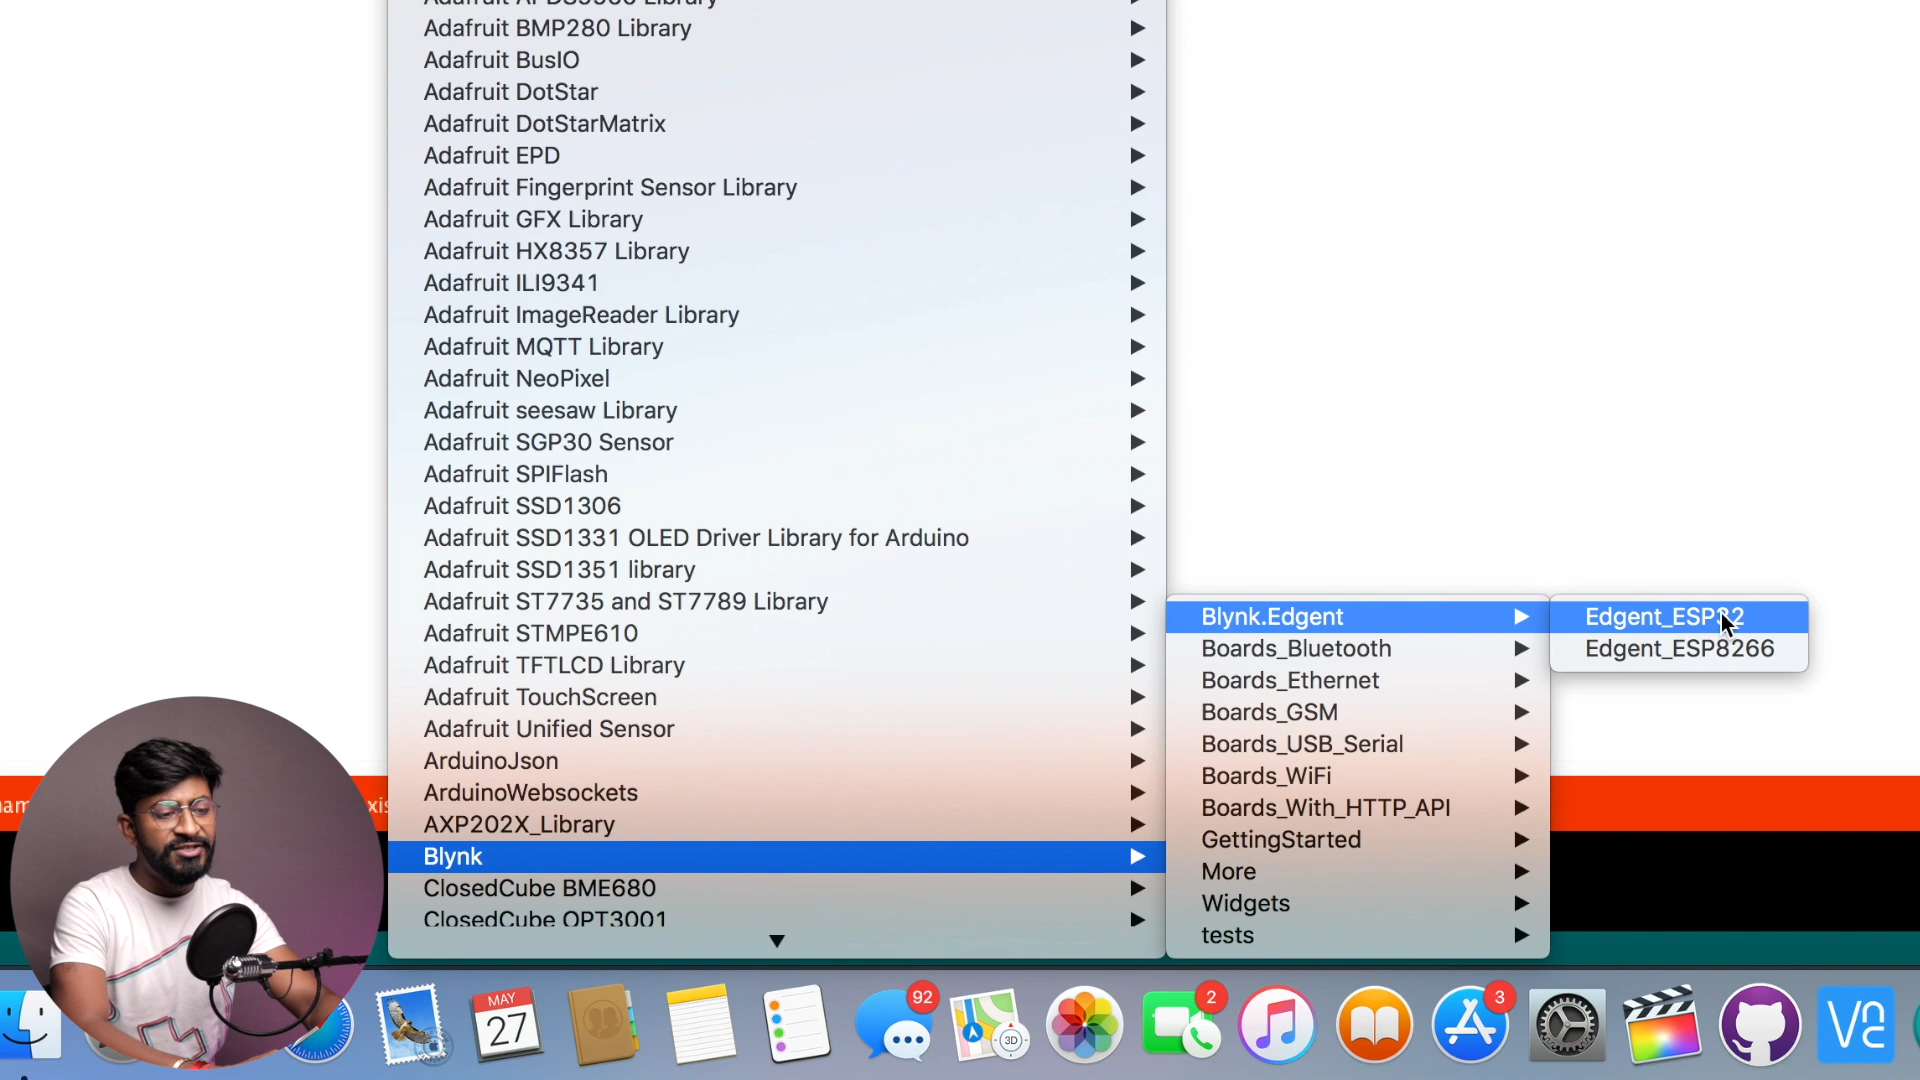 Adafruit BMP280 Library
Adafruit BusIO
Adafruit DotStar
Adafruit DotStarMatrix
Adafruit EPD
Adafruit Fingerprint Sensor Library
Adafruit GFX Library
Adafruit HX8357 Library
Adafruit ILI9341
Adafruit ImageReader Library
Adafruit MQTT Library
Adafruit NeoPixel
Adafruit seesaw Library
Adafruit SGP30 Sensor
Adafruit SPIFlash
Adafruit SSD1306
Adafruit SSD1331 OLED Driver Library for Arduino
Adafruit SSD1351 library
Adafruit ST7735 and ST7789 Library
Adafruit STMPE610
Adafruit TFTLCD Library
Adafruit TouchScreen
Adafruit Unified Sensor
ArduinoJson
ArduinoWebsockets
AXP202X_Library
Blynk
ClosedCube BME680
ClosedCube OPT3001
Blynk.Edgent
Boards_Bluetooth
Boards_Ethernet
Boards_GSM
Boards_USB_Serial
Boards_WiFi
Boards_With_HTTP_API
GettingStarted
More
Widgets
tests
Edgent_ESP32
Edgent_ESP8266
MAY
27
92
3D
2
3